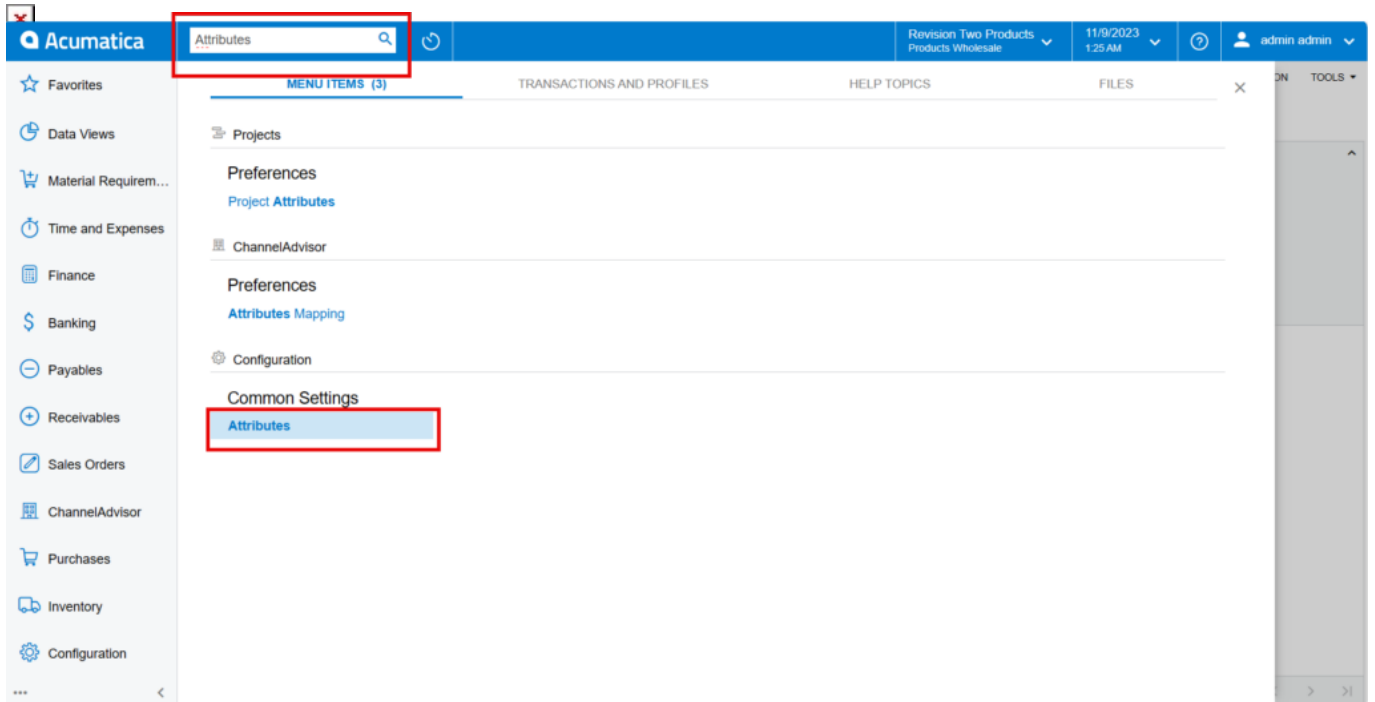 Acumatica
Attributes
Revision Two Products
Products Wholesale
11/9/2023
1:25 AM
admin admin
Favorites
Data Views
Material Requirem...
Time and Expenses
Finance
Banking
Payables
Receivables
Sales Orders
ChannelAdvisor
Purchases
Inventory
Configuration
MENU ITEMS (3)
TRANSACTIONS AND PROFILES
HELP TOPICS
FILES
TOOLS
Projects
Preferences
Project Attributes
ChannelAdvisor
Preferences
Attributes Mapping
Configuration
Common Settings
Attributes